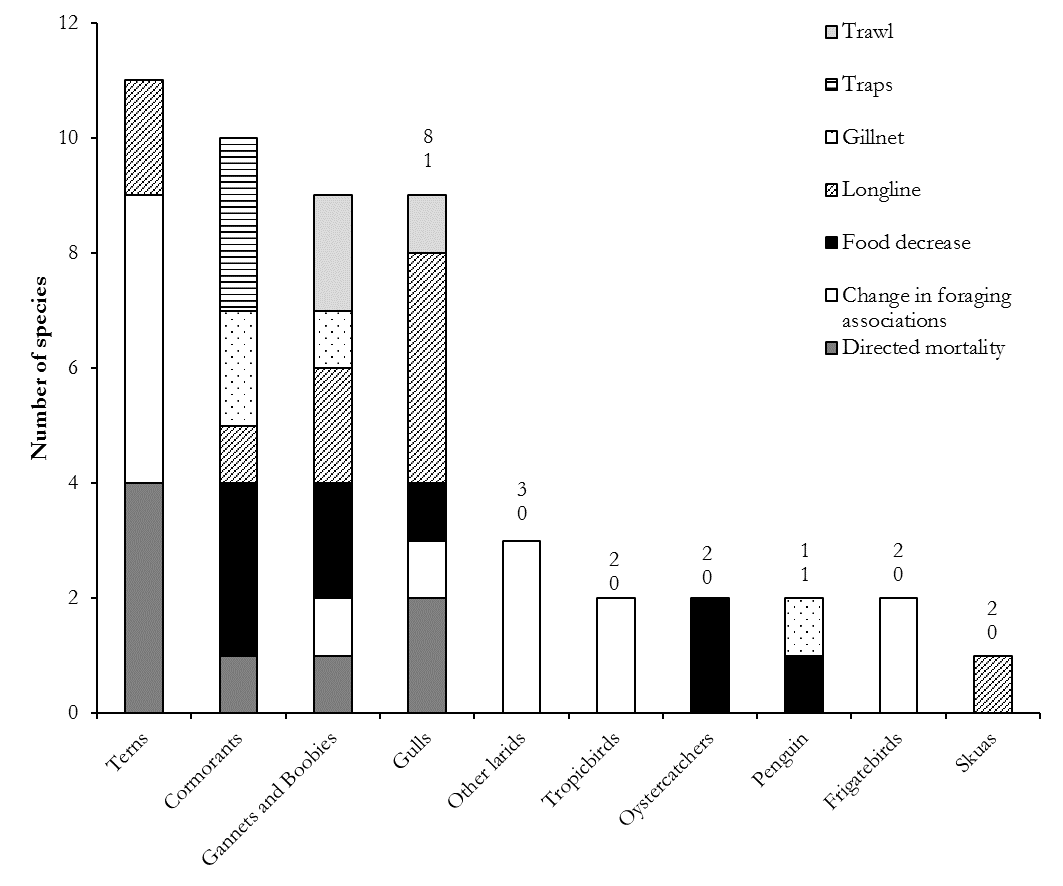 12
10
8
6
4
2
0
Number of species
8
1
3
0
2
0
2
0
1
1
2
0
2
0
Terns
Cormorants
Gannets and Boobies
Gulls
Other larids
Tropicbirds
Oystercatchers
Penguin
Frigatebirds
Skuas
Trawl
Traps
Gillnet
Longline
Food decrease
Change in foraging
associations
Directed mortality